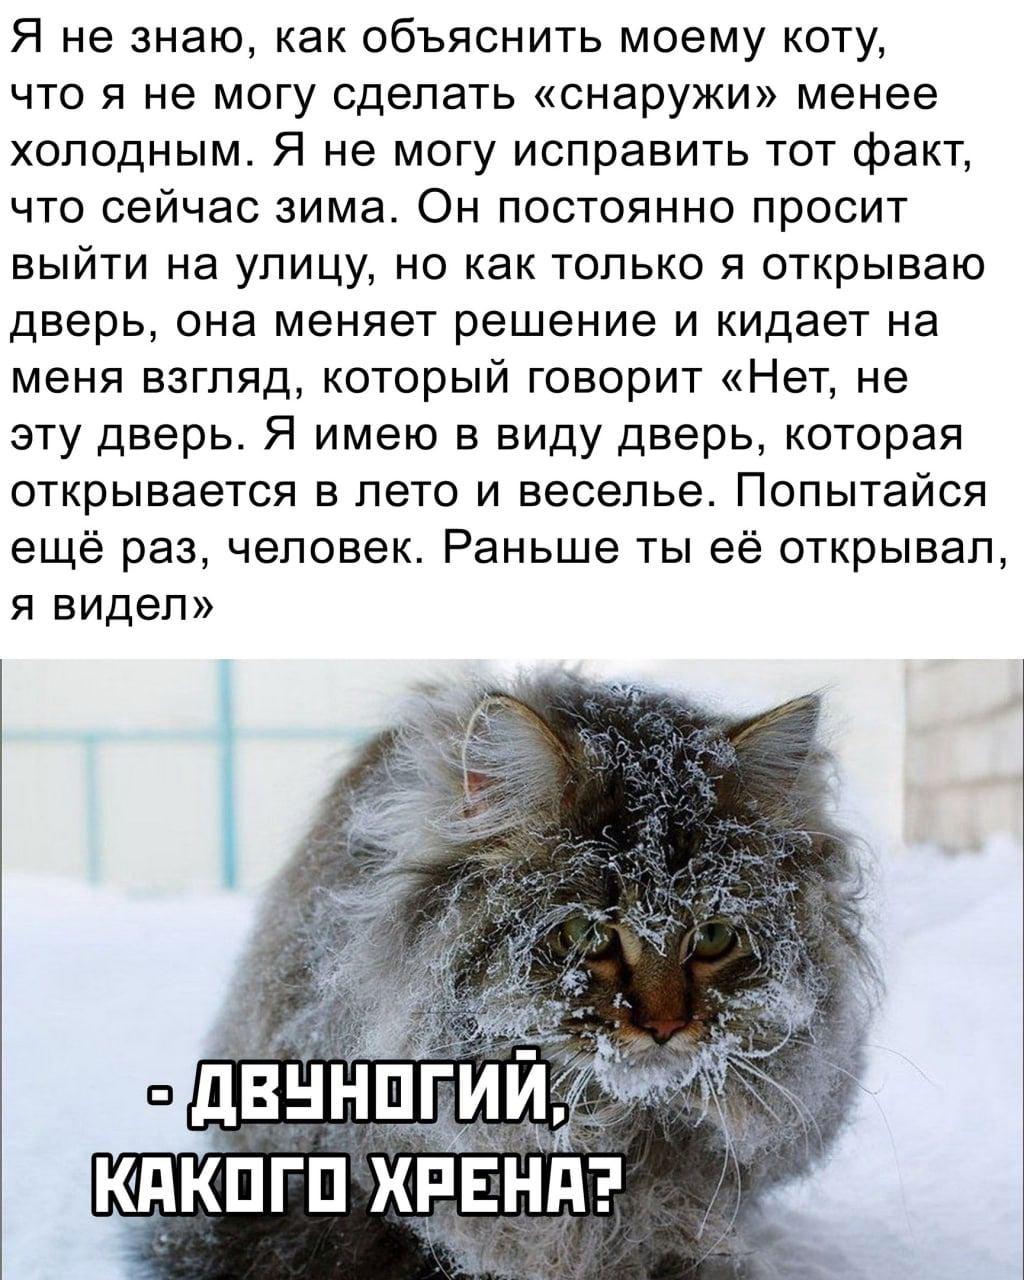 Я не знаю, как объяснить моему коту,
что я не могу сделать «снаружи» менее
холодным. Я не могу исправить тот факт,
что сейчас зима. Он постоянно просит
выйти на улицу, но как только я открываю
дверь, она меняет решение и кидает на
меня взгляд, который говорит «Нет, не
эту дверь. Я имею в виду дверь, которая
открывается в лето и веселье. Попытайся
ещё раз, человек. Раньше ты её открывал,
я видел»
- ДВУНОГИЙ,
КАКОГО ХРЕНА?